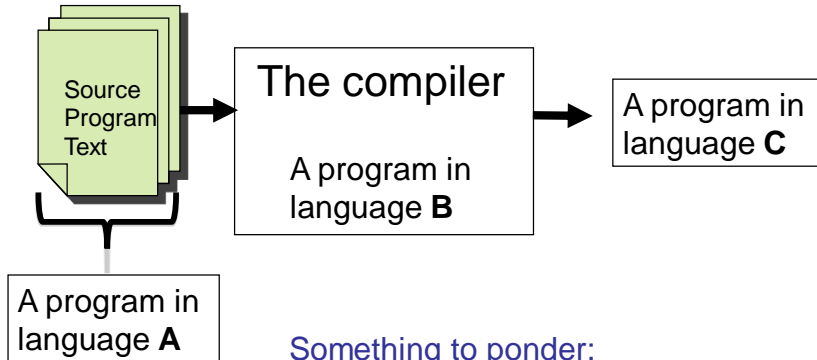 Source
Program
Text
The compiler
A program in
language B
A program in
language C
A program in
language A
Something to ponder: